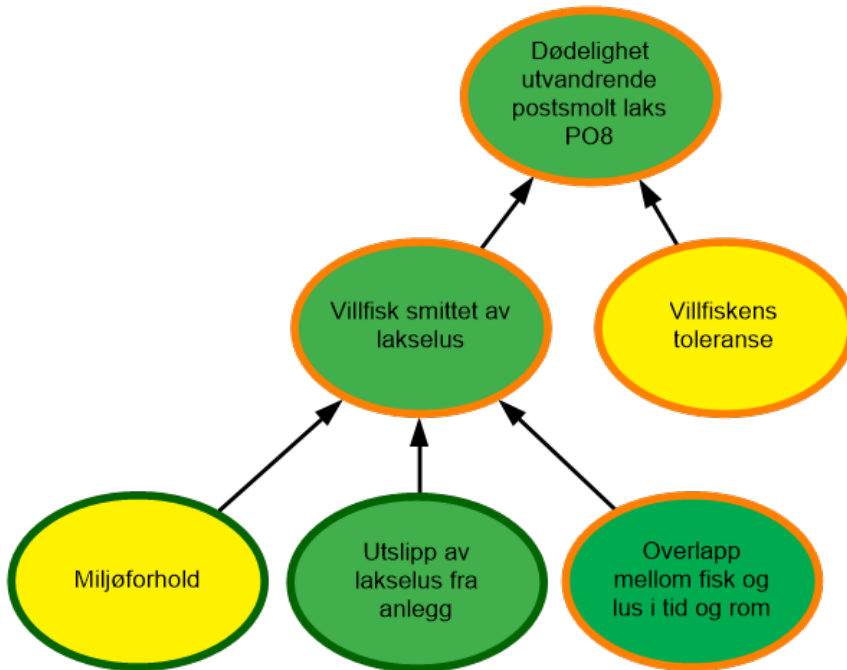 Dødelighet
utvandrende
postsmolt laks
PO8
Villfisk smittet av
lakselus
Villfiskens
toleranse
Miljøforhold
Utslipp av
lakselus fra
anlegg
Overlapp
mellom fisk og
lus i tid og rom